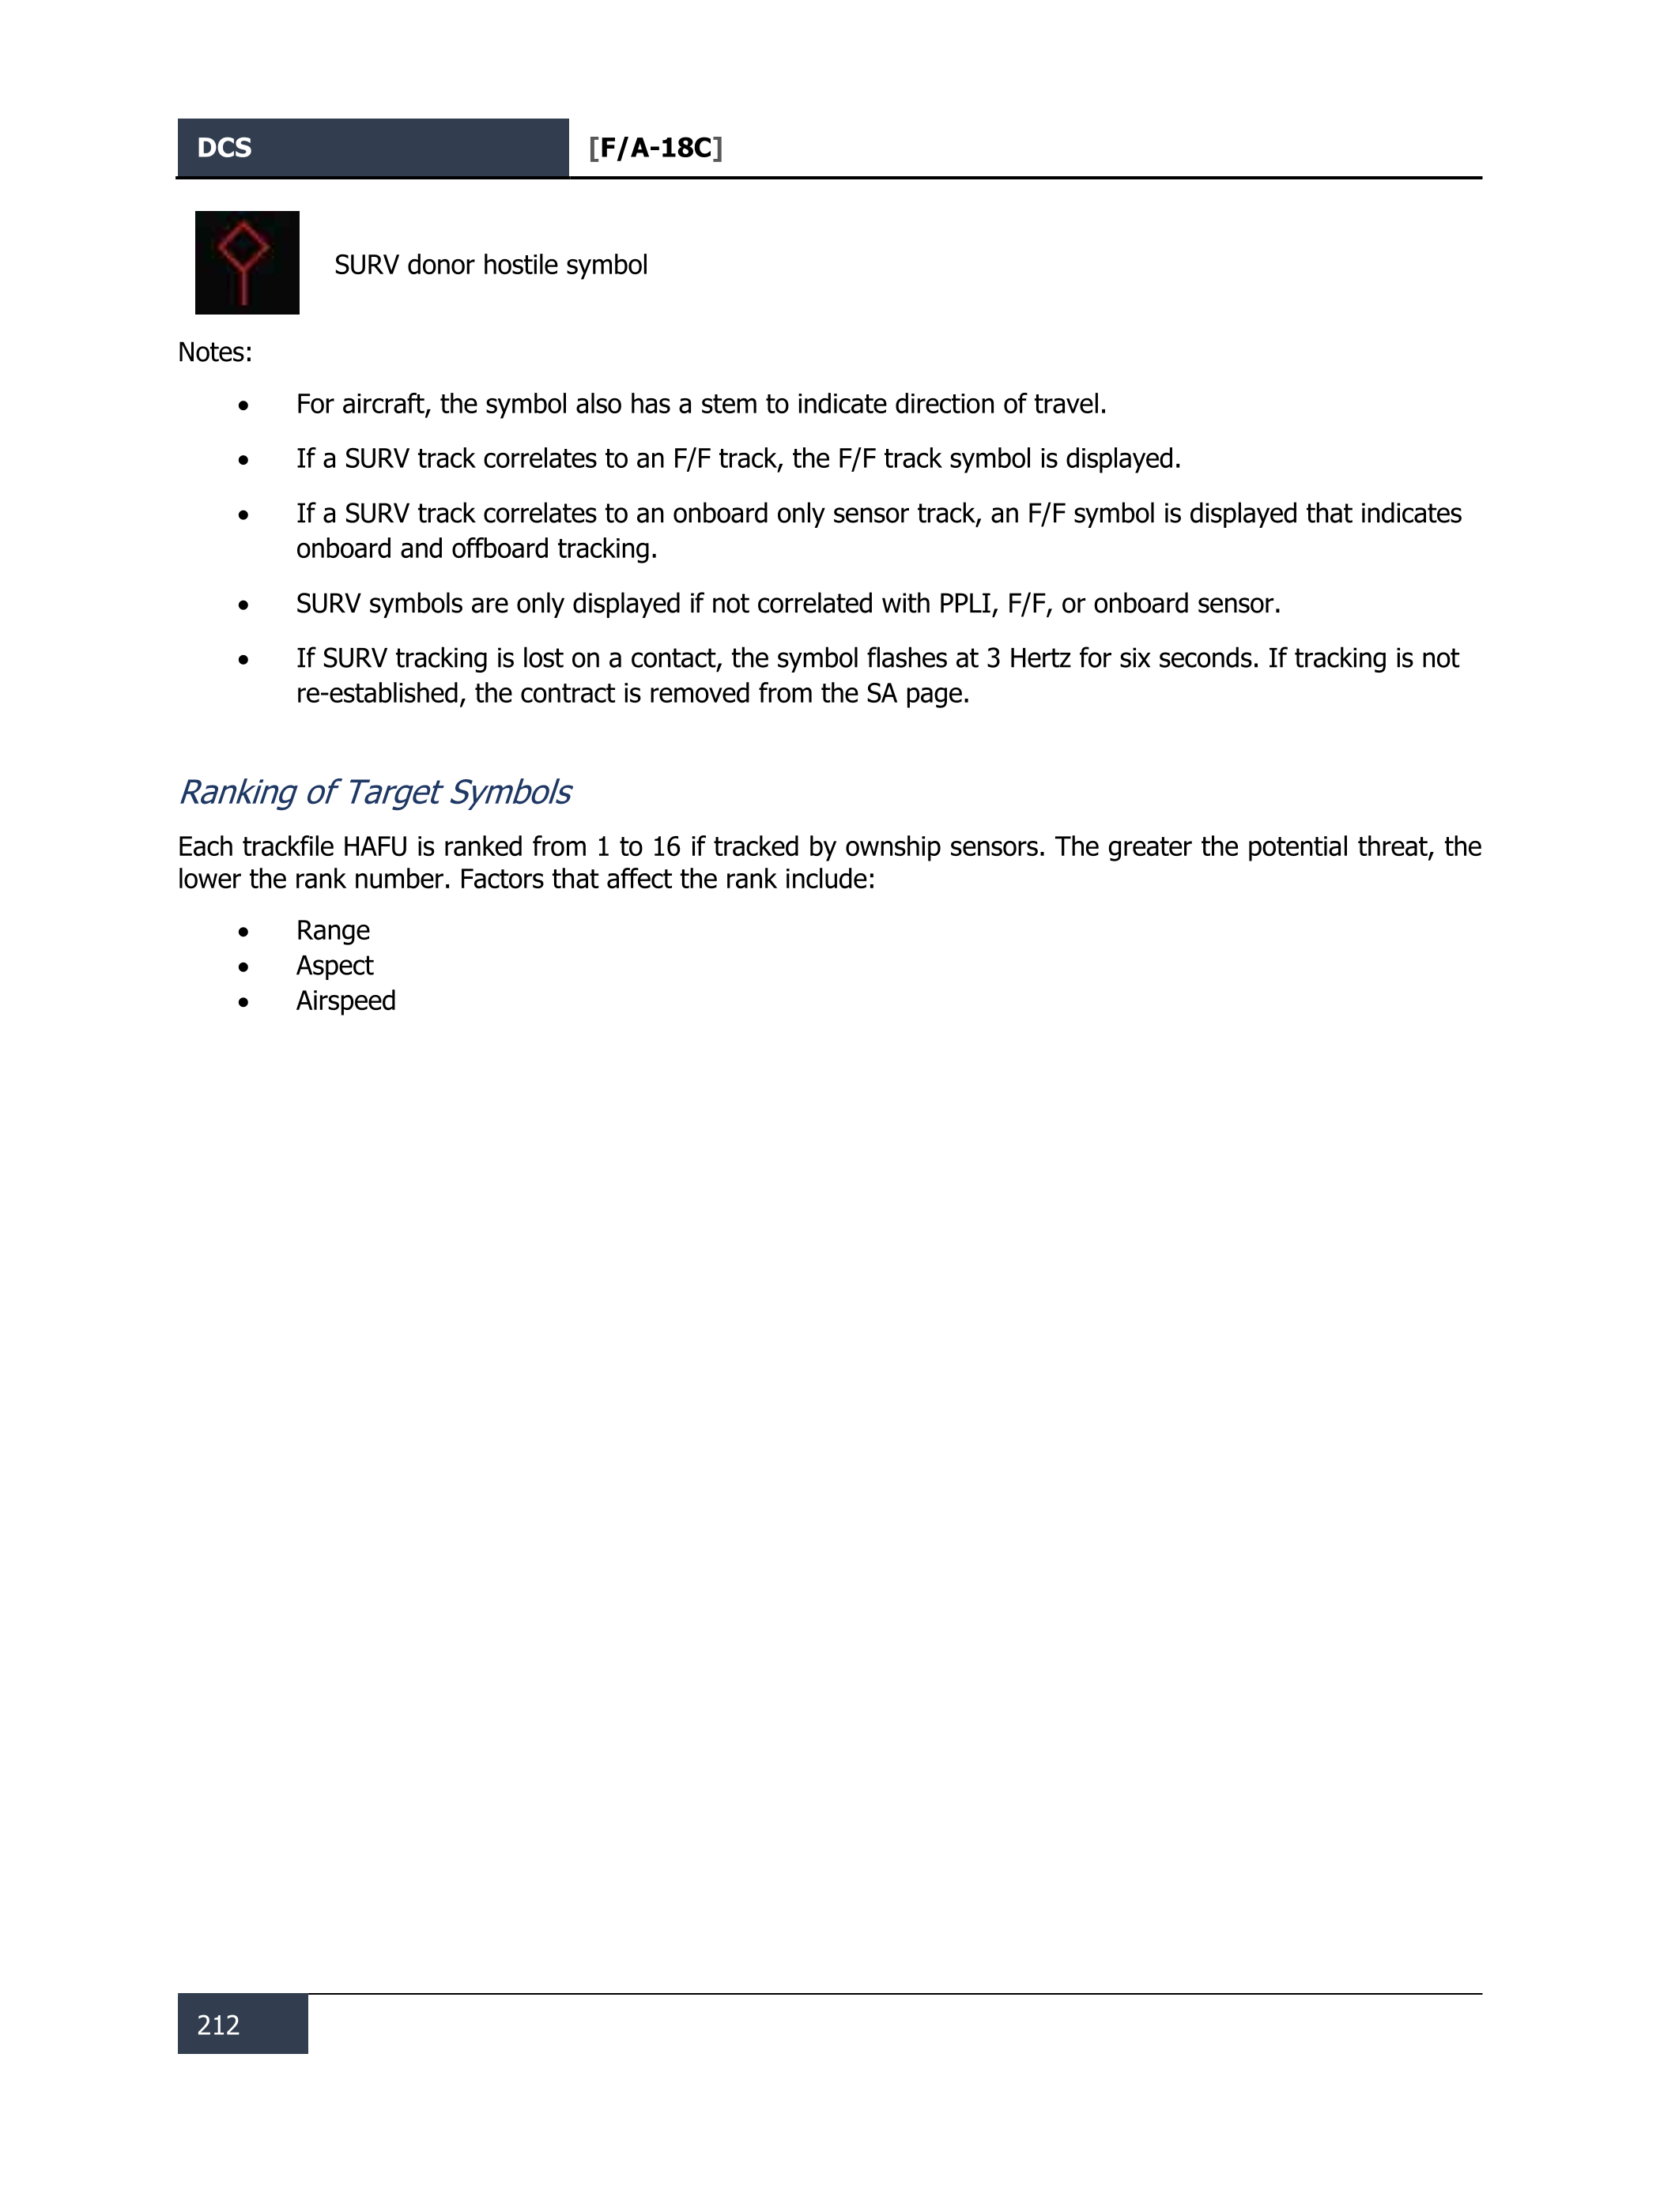 DCS [F/A-18C]
SURV donor hostile symbol
Notes:
• For aircraft, the symbol also has a stem to indicate direction of travel.
• If a SURV track correlates to an F/F track, the F/F track symbol is displayed.
• If a SURV track correlates to an onboard only sensor track, an F/F symbol is displayed that indicates
onboard and offboard tracking.
• SURV symbols are only displayed if not correlated with PPLI, F/F, or onboard sensor.
• If SURV tracking is lost on a contact, the symbol flashes at 3 Hertz for six seconds. If tracking is not
re-established, the contract is removed from the SA page.
Ranking of Target Symbols
Each trackfile HAFU is ranked from 1 to 16 if tracked by ownship sensors. The greater the potential threat, the
lower the rank number. Factors that affect the rank include:
• Range
• Aspect
• Airspeed
212